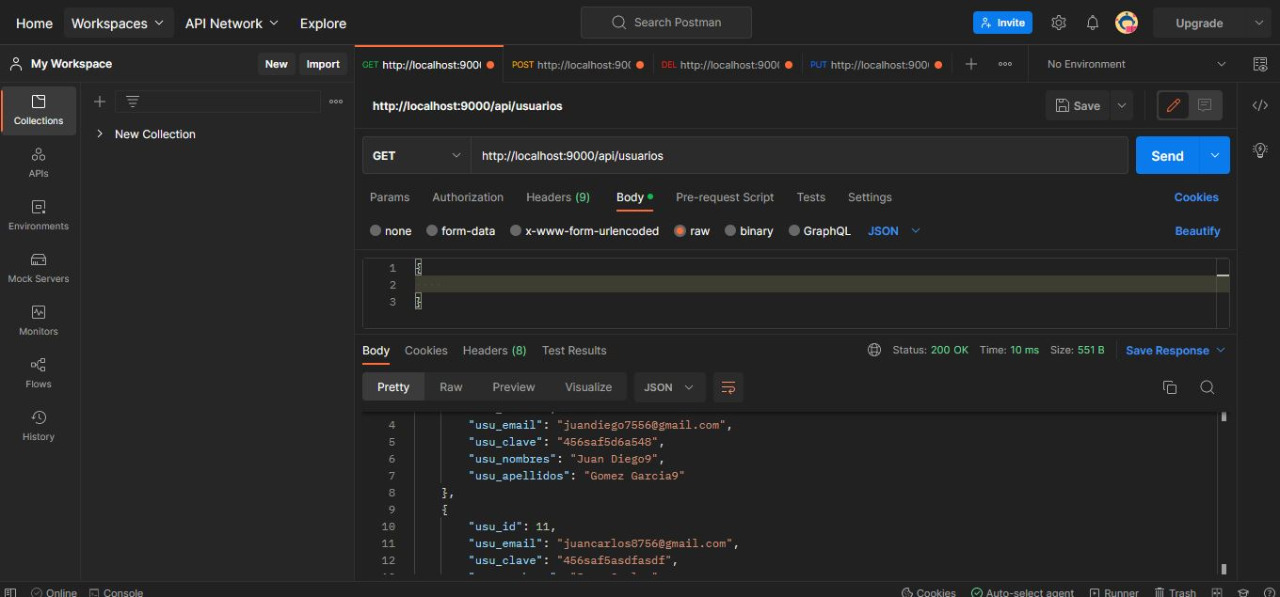 Home Workspaces API Network Explore Search Postman Invite Upgrade
My Workspace New Import GET http://localhost:900 POST http://localhost:90 DEL http://localhost:900 PUT http://localhost:900 No Environment
Collections
APIs
Environments
Mock Servers
Monitors
Flows
History
New Collection
http://localhost:9000/api/usuarios Save
GET http://localhost:9000/api/usuarios Send
Params Authorization Headers (9) Body Pre-request Script Tests Settings Cookies
none form-data x-www-form-urlencoded raw binary GraphQL JSON Beautify
1 {
2
3 }
Body Cookies Headers (8) Test Results Status: 200 OK Time: 10 ms Size: 551 B Save Response
Pretty Raw Preview Visualize JSON
4 "usu_email": "juandiego7556@gmail.com",
5 "usu_clave": "456saf5d6a548",
6 "usu_nombres": "Juan Diego9",
7 "usu_apellidos": "Gomez Garcia9"
8 },
9 {
10 "usu_id": 11,
11 "usu_email": "juancarlos8756@gmail.com",
12 "usu_clave": "456saf5asdfasdf",
Online Console Cookies Auto-select agent Runner Trash